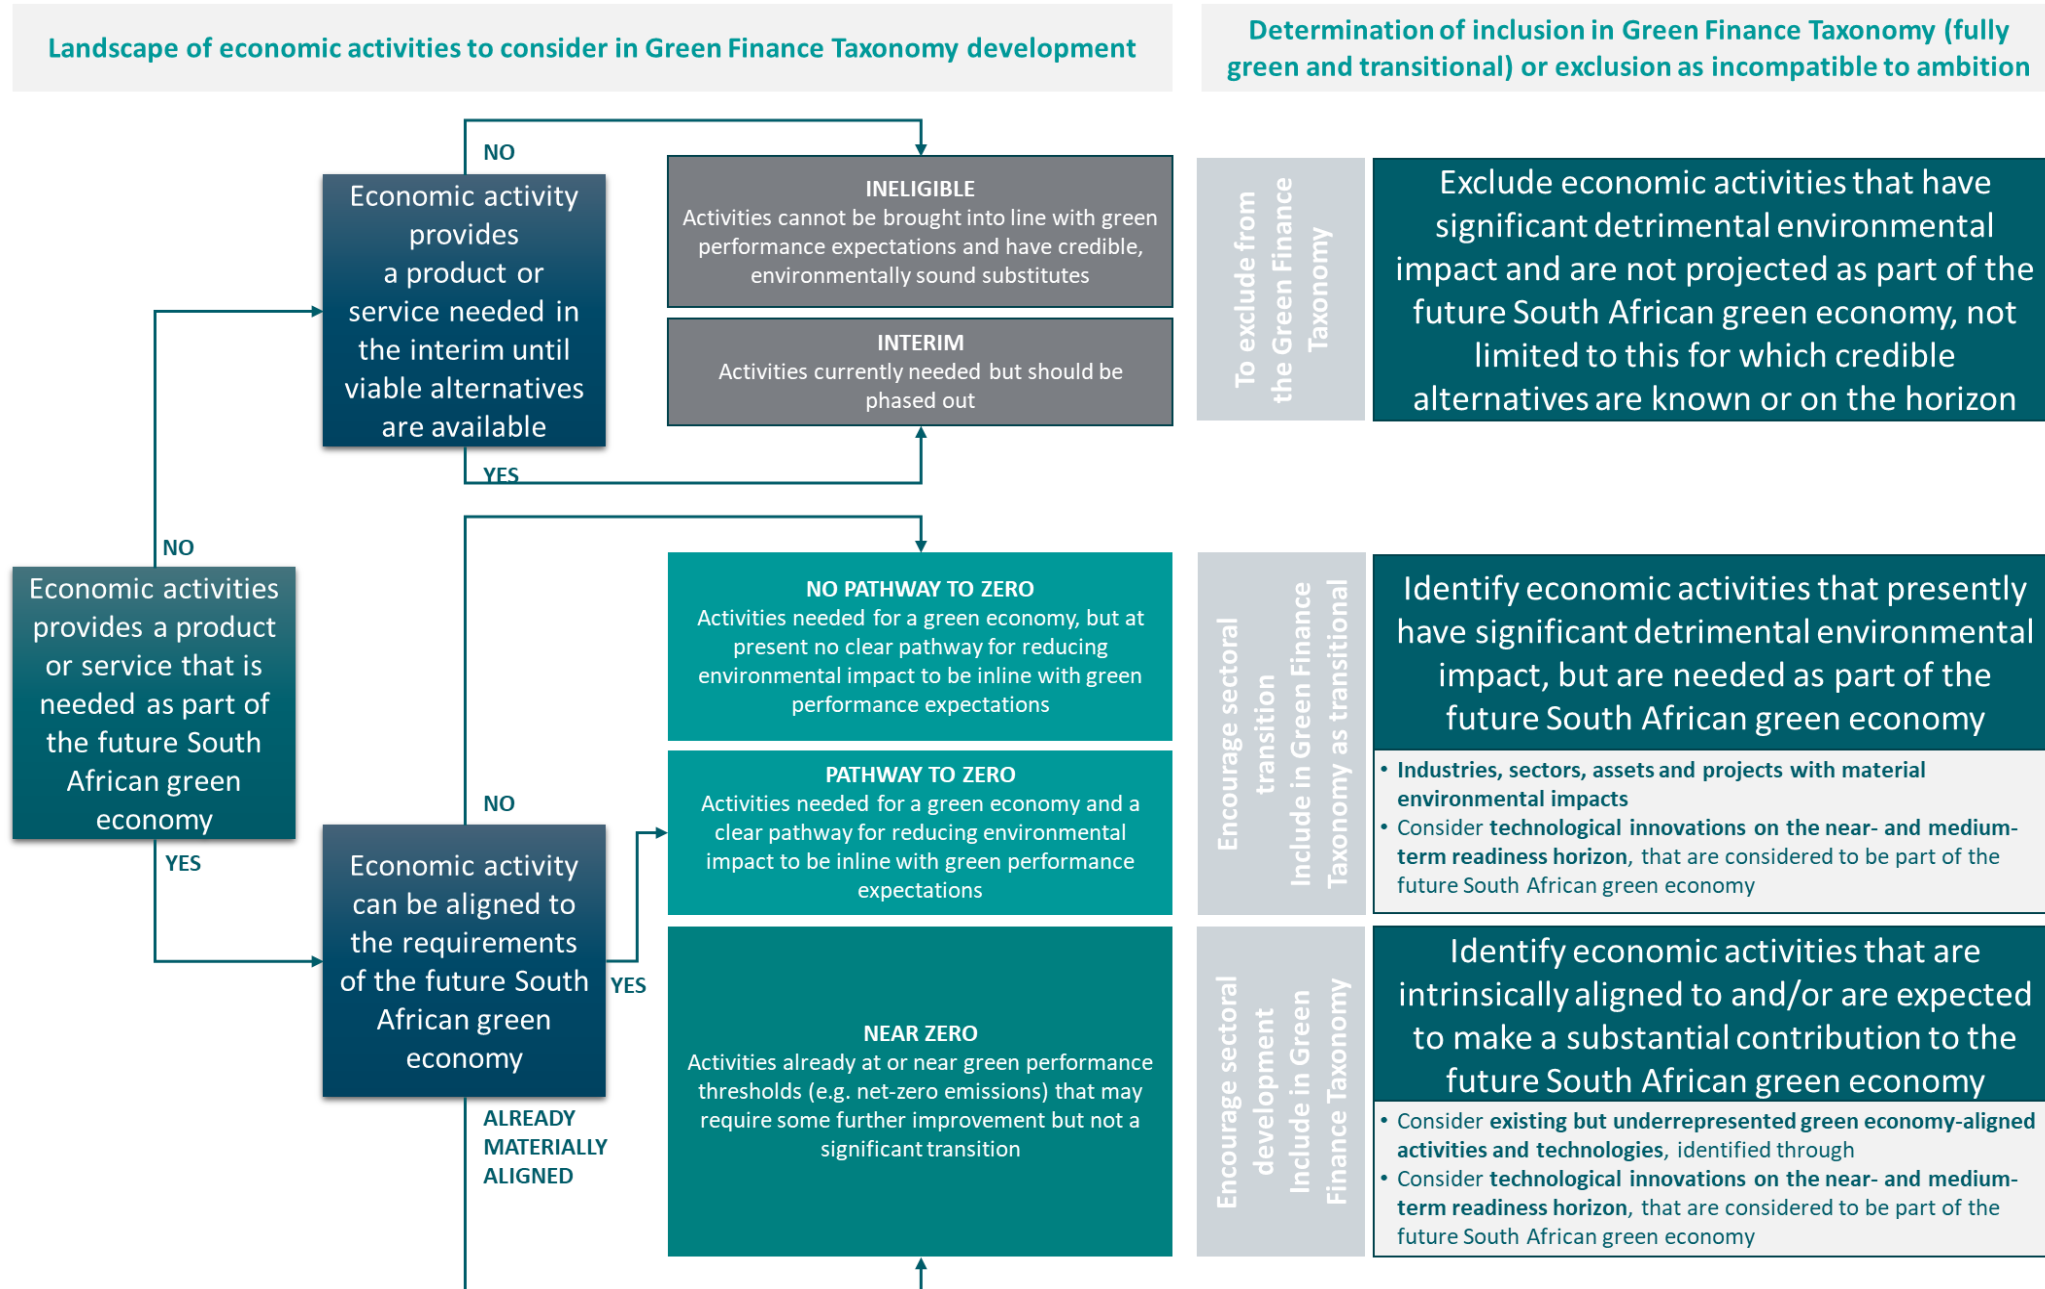 Landscape of economic activities to consider in Green Finance Taxonomy development
Determination of inclusion in Green Finance Taxonomy (fully
green and transitional) or exclusion as incompatible to ambition
NO
Economic activity
provides
a product or
service needed in
the interim until
viable alternatives
are available
YES
INELIGIBLE
Activities cannot be brought into line with green
performance expectations and have credible,
environmentally sound substitutes
INTERIM
Activities currently needed but should be
phased out
To exclude from
the Green Finance
Taxonomy
Exclude economic activities that have
significant detrimental environmental
impact and are not projected as part of the
future South African green economy, not
limited to this for which credible
alternatives are known or on the horizon
NO
Economic activities
provides a product
or service that is
needed as part of
the future South
African green
economy
YES
NO
Economic activity
can be aligned to
the requirements
of the future South
African green
economy
YES
ALREADY
MATERIALLY
ALIGNED
NO PATHWAY TO ZERO
Activities needed for a green economy, but at
present no clear pathway for reducing
environmental impact to be inline with green
performance expectations
PATHWAY TO ZERO
Activities needed for a green economy and a
clear pathway for reducing environmental
impact to be inline with green performance
expectations
NEAR ZERO
Activities already at or near green performance
thresholds (e.g. net-zero emissions) that may
require some further improvement but not a
significant transition
Encourage sectoral
transition
Include in Green Finance
Taxonomy as transitional
Identify economic activities that presently
have significant detrimental environmental
impact, but are needed as part of the
future South African green economy
• Industries, sectors, assets and projects with material
environmental impacts
• Consider technological innovations on the near- and medium-
term readiness horizon, that are considered to be part of the
future South African green economy
Encourage sectoral
development
Include in Green
Finance Taxonomy
Identify economic activities that are
intrinsically aligned to and/or are expected
to make a substantial contribution to the
future South African green economy
• Consider existing but underrepresented green economy-aligned
activities and technologies, identified through
• Consider technological innovations on the near- and medium-
term readiness horizon, that are considered to be part of the
future South African green economy